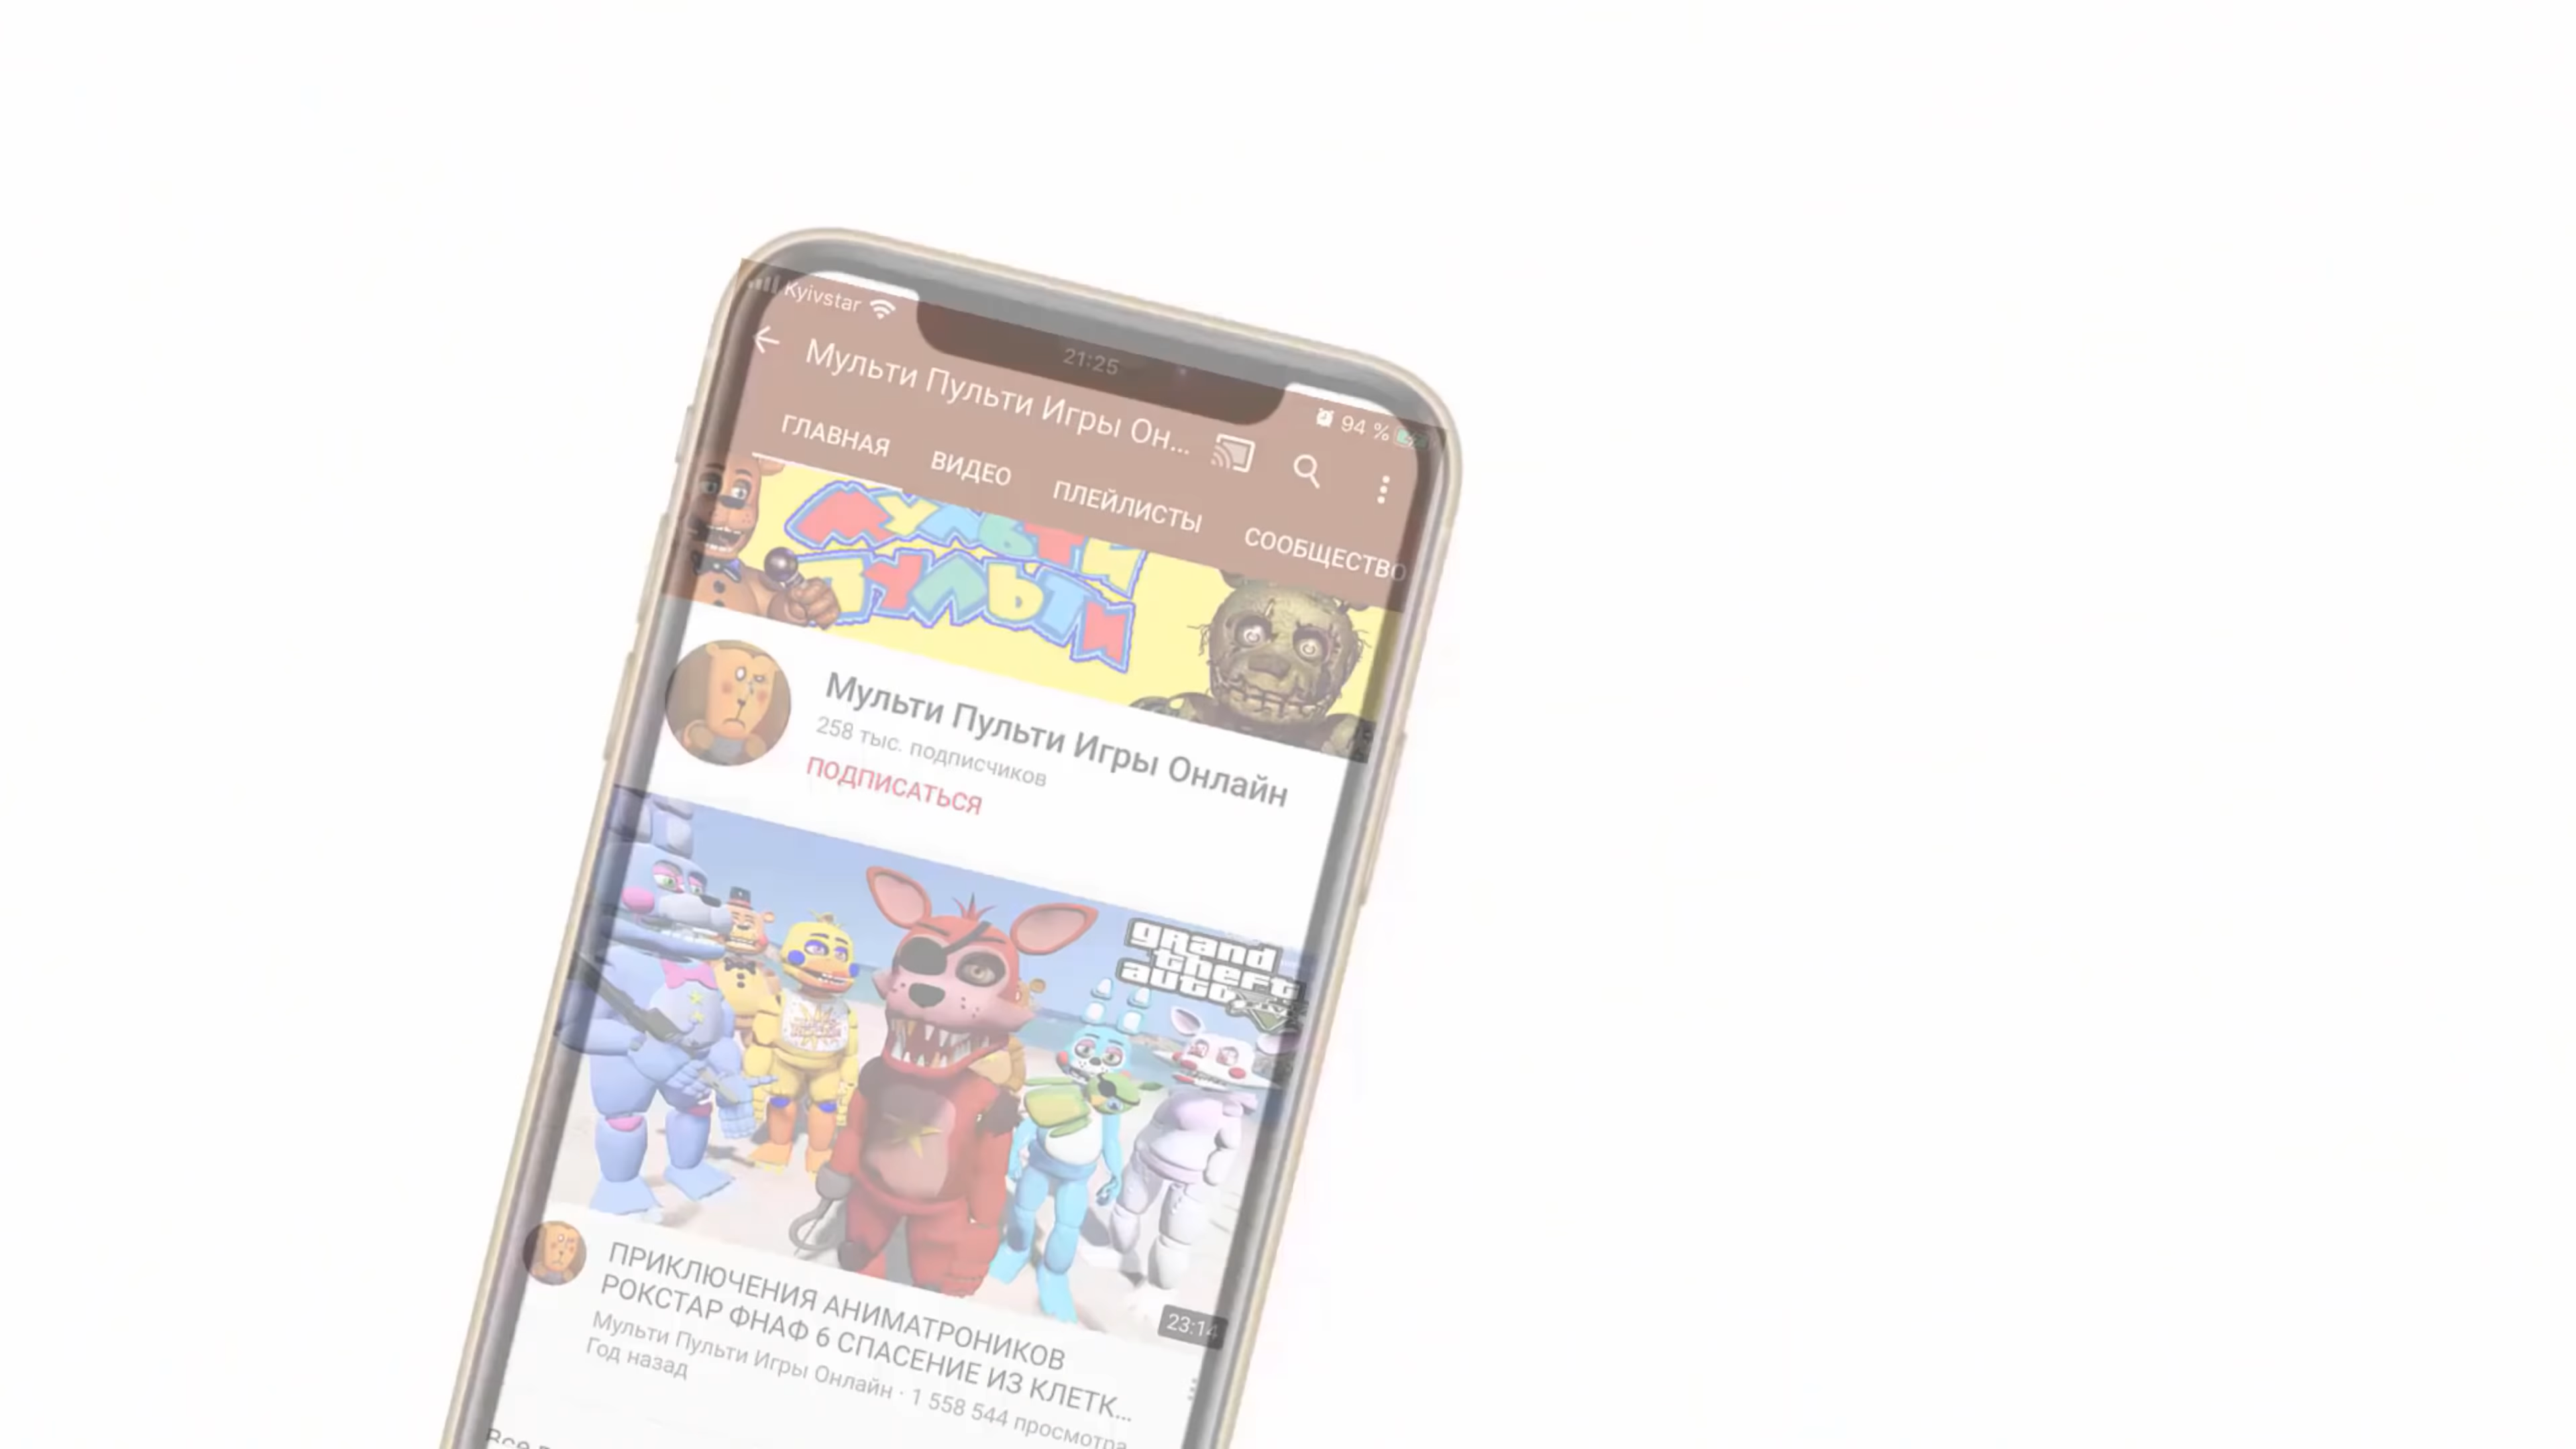 Kyivstar
21:25
94 %
Мульти Пульти Игры Он...
ГЛАВНАЯ ВИДЕО ПЛЕЙЛИСТЫ СООБЩЕСТВО
МУЛЬТИ
ПУЛЬТИ
Мульти Пульти Игры Онлайн
258 тыс. подписчиков
ПОДПИСАТЬСЯ
grand
theft
auto
23:14
ПРИКЛЮЧЕНИЯ АНИМАТРОНИКОВ
РОКСТАР ФНАФ 6 СПАСЕНИЕ ИЗ КЛЕТК...
Мульти Пульти Игры Онлайн · 1 558 544 просмотра
Год назад